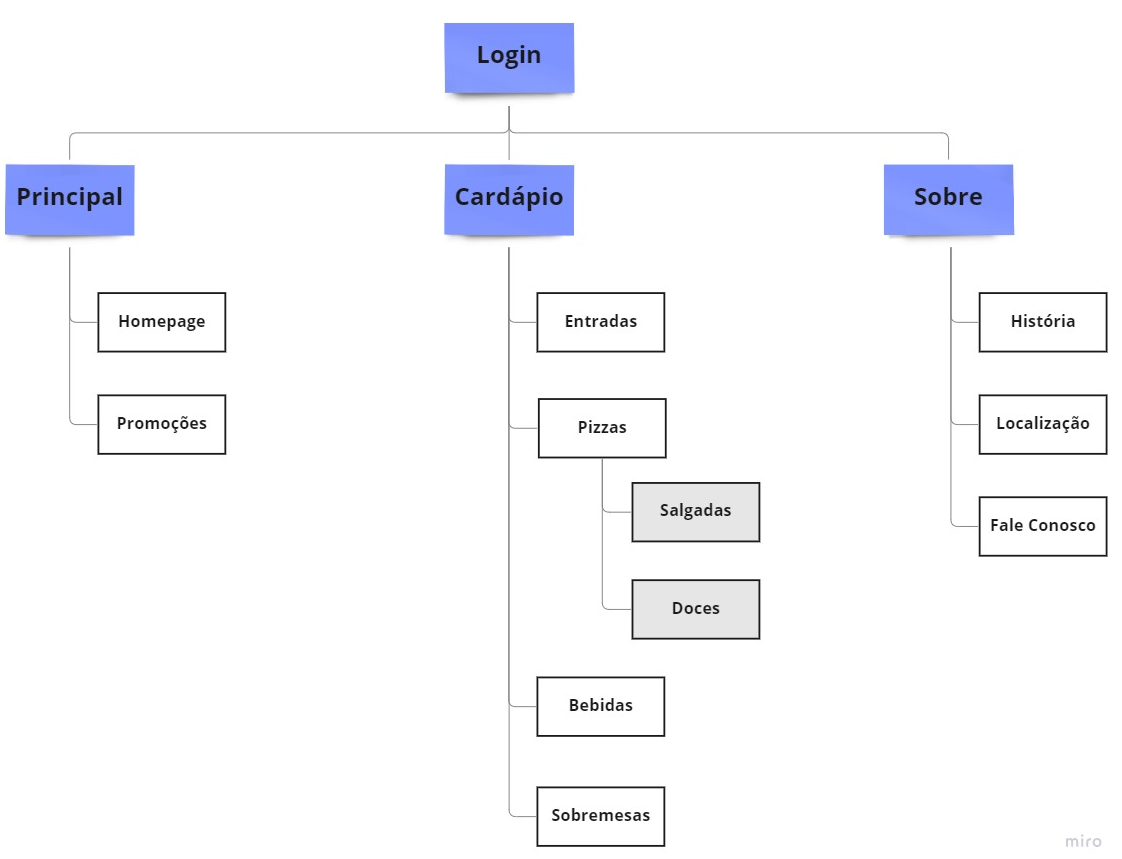 Login
Principal
Cardápio
Sobre
Homepage
Promoções
Entradas
Pizzas
Salgadas
Doces
Bebidas
Sobremesas
História
Localização
Fale Conosco
miro